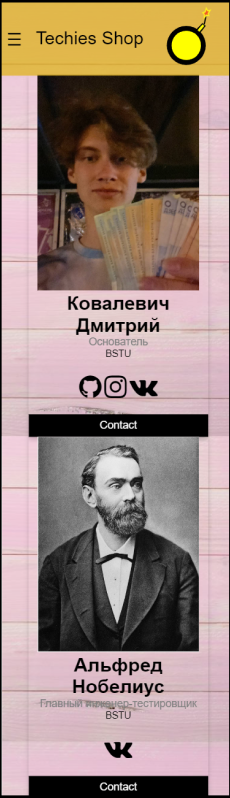 Techies Shop
Ковалевич
Дмитрий
Основатель
BSTU
Contact
Альфред
Нобелиус
Главный инженер-тестировщик
BSTU
Contact